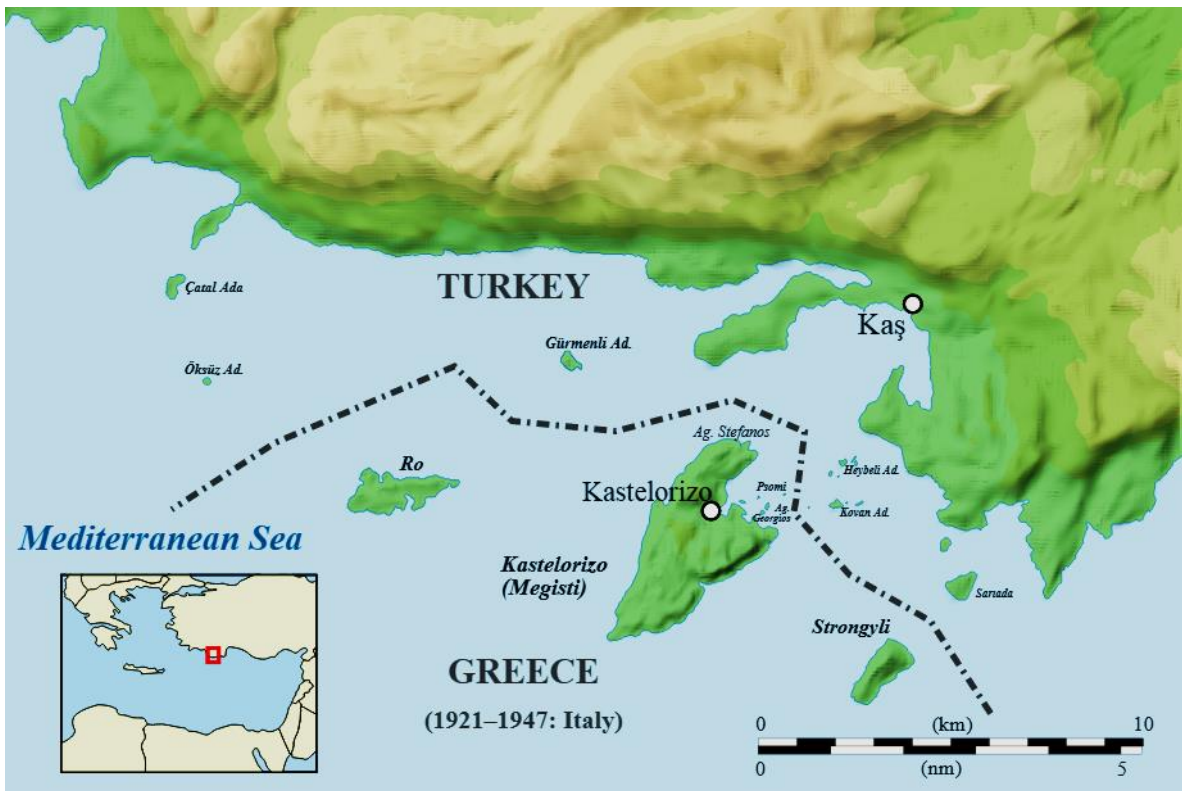 TURKEY
Çatal Ada
Kaş
Gürmenli Ad.
Öksüz Ad.
Ag. Stefanos
Ro
Heybeli Ad.
Kastelorizo
Psomi
Ag.
Georgios
Kovan Ad.
Mediterranean Sea
Kastelorizo
(Megisti)
Sarıada
Strongyli
GREECE
(1921–1947: Italy)
0 (km) 10
0 (nm) 5